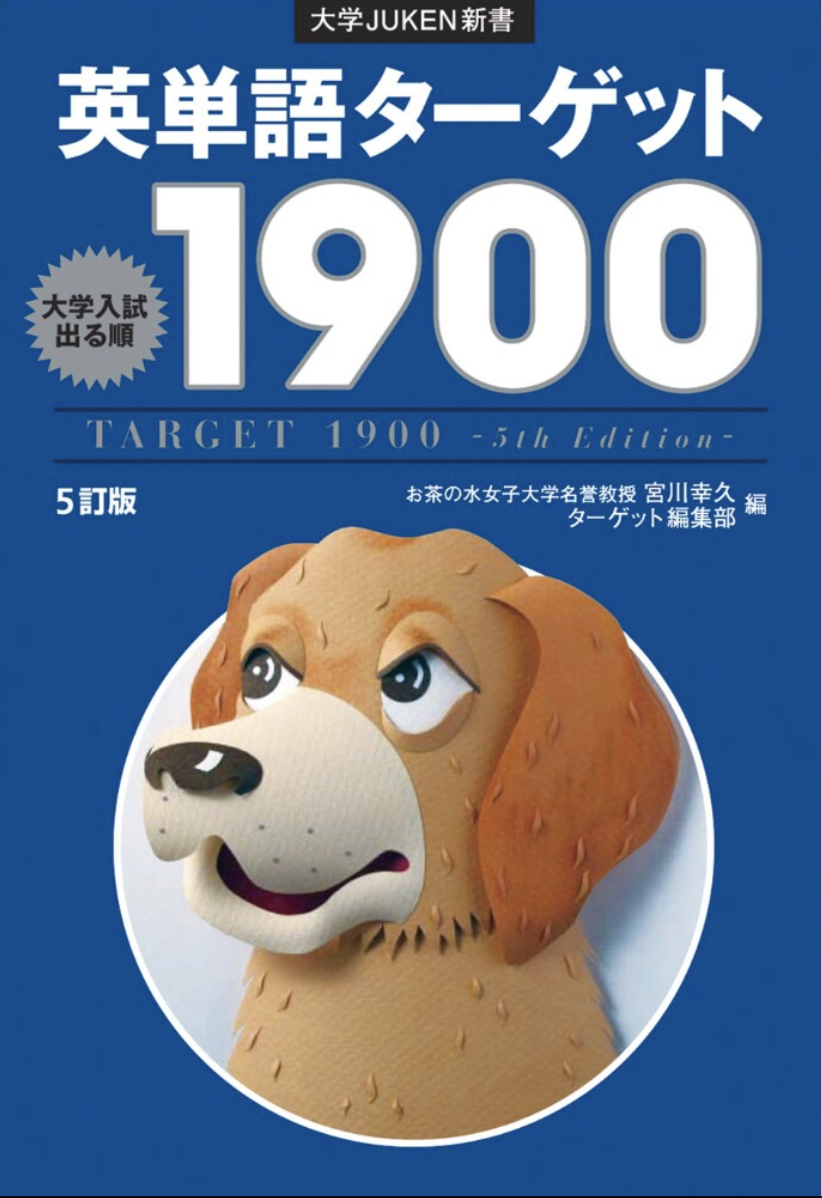 大学JUKEN新書
英単語ターゲット
1900
大学入試
出る順
TARGET 1900 -5th Edition-
5訂版
お茶の水女子大学名誉教授 宮川幸久
ターゲット編集部 編